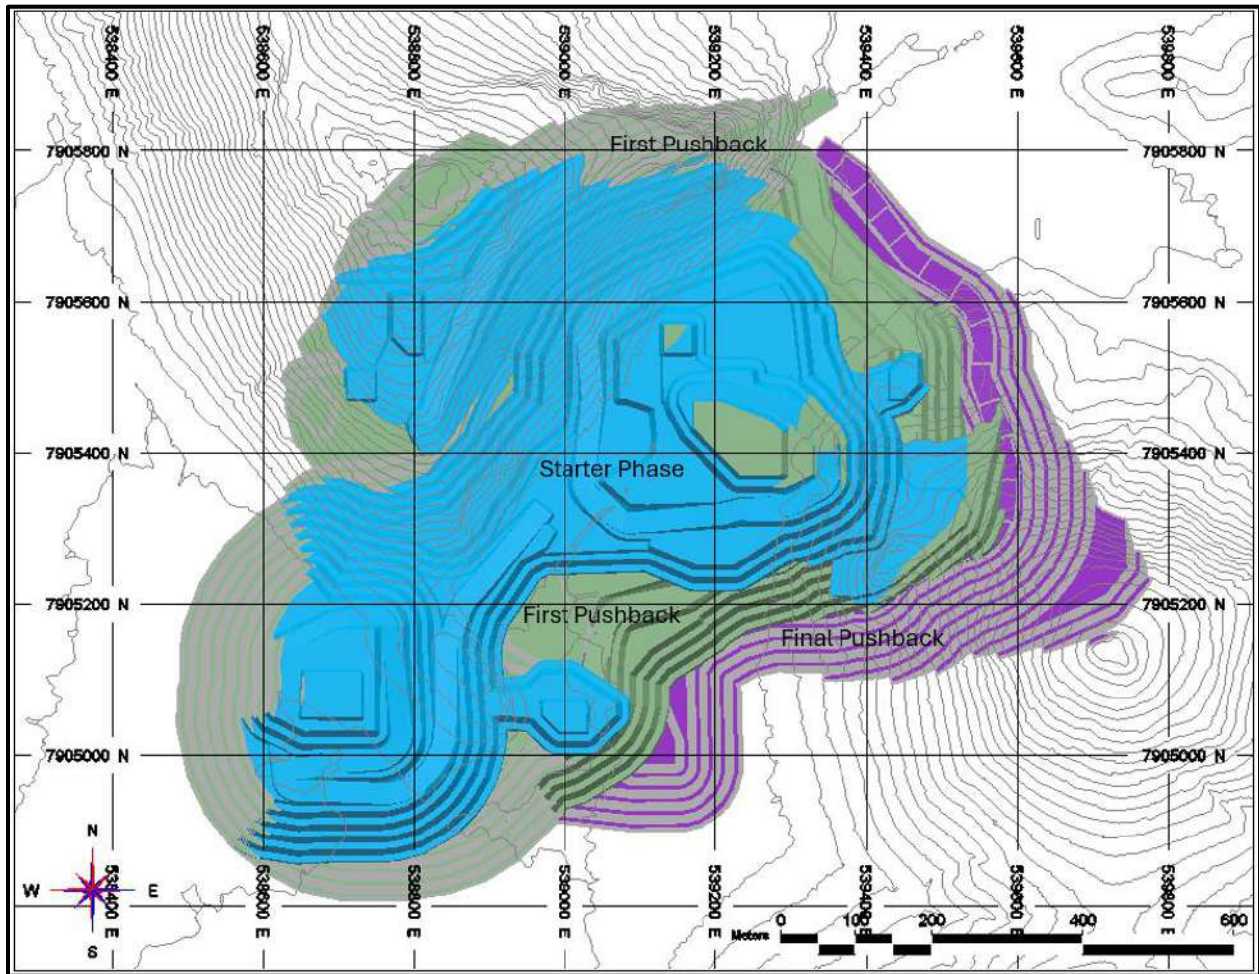 538400 E
538600 E
538800 E
539000 E
539200 E
539400 E
539600 E
539800 E
First Pushback
7905800 N
7905800 N
7905600 N
7905600 N
7905400 N
7905400 N
Starter Phase
7905200 N
7905200 N
First Pushback
Final Pushback
7905000 N
7905000 N
N
W
E
S
538400 E
538600 E
538800 E
539000 E
539200 E
539400 E
539600 E
539800 E
Meters
0 100 200 400 600